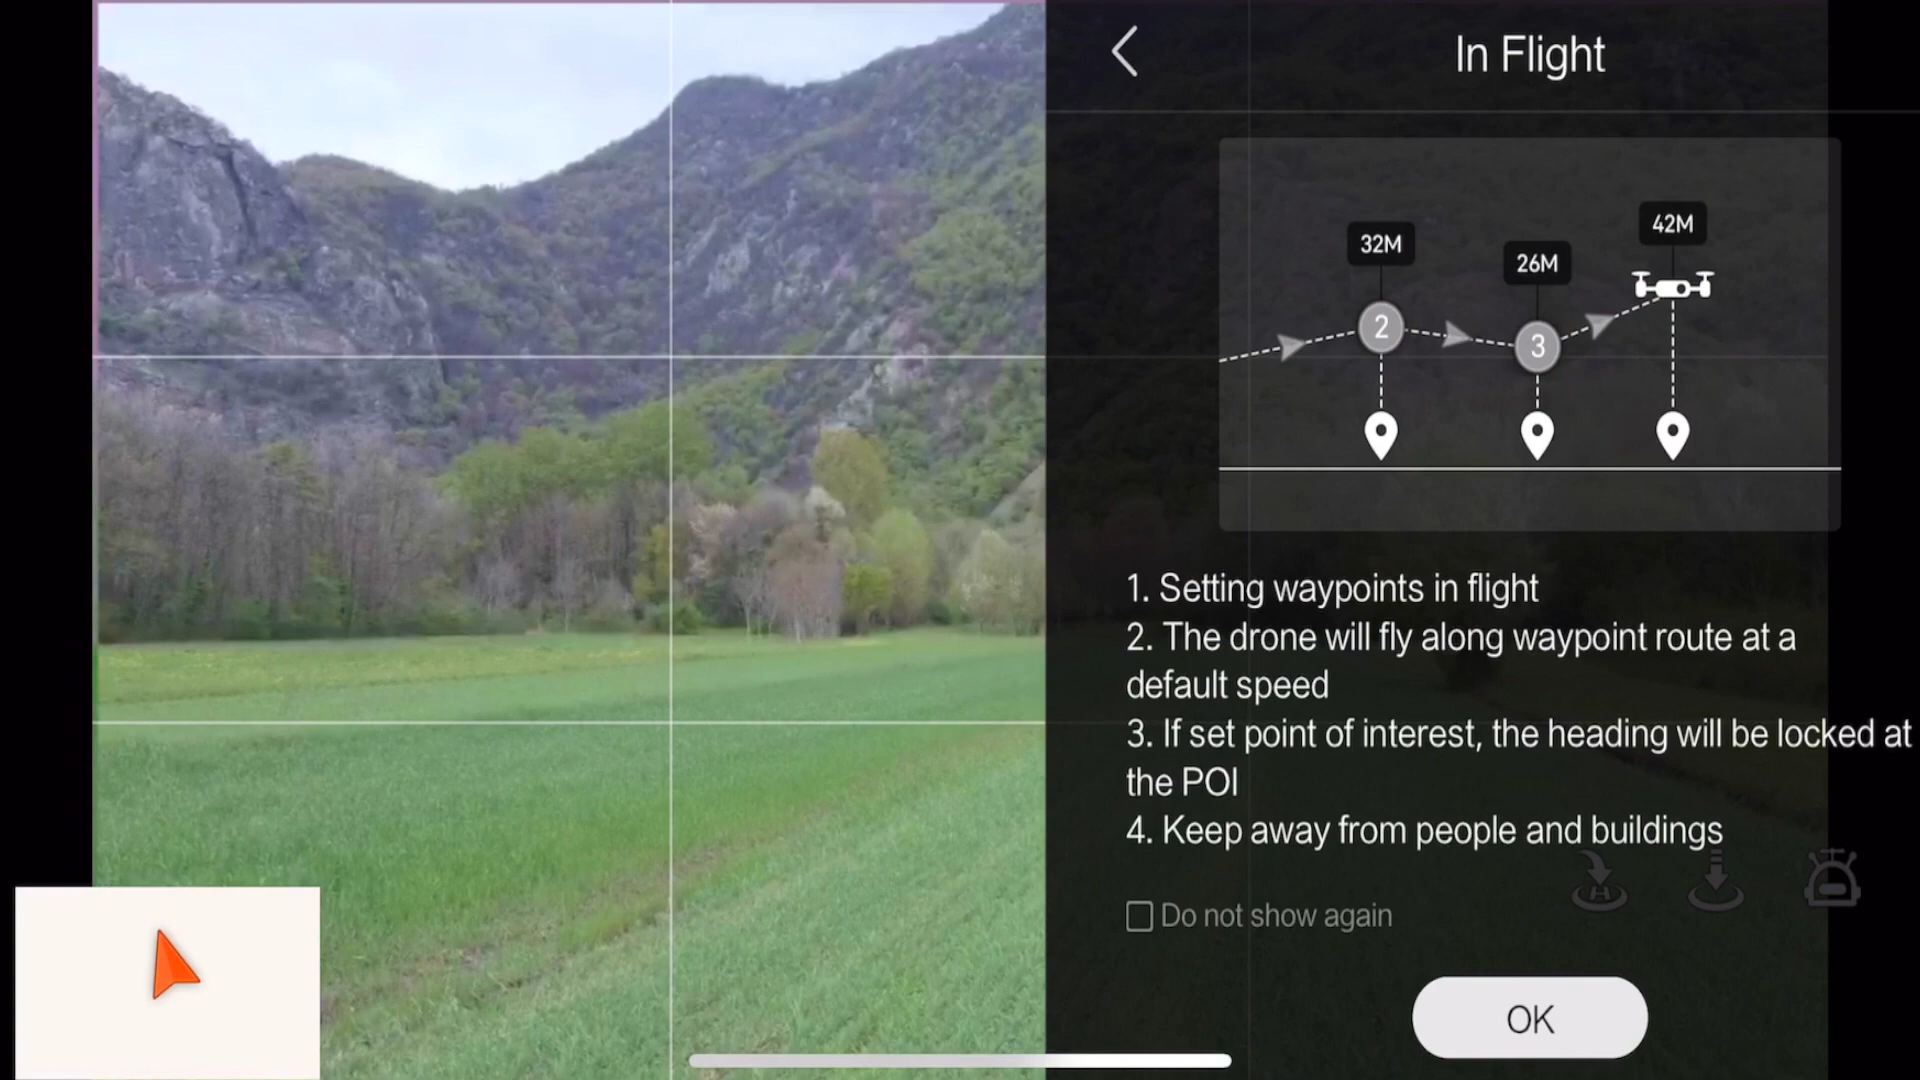 In Flight
42M
32M
26M
2
3
1. Setting waypoints in flight
2. The drone will fly along waypoint route at a
default speed
3. If set point of interest, the heading will be locked at
the POI
4. Keep away from people and buildings
H
Do not show again
OK